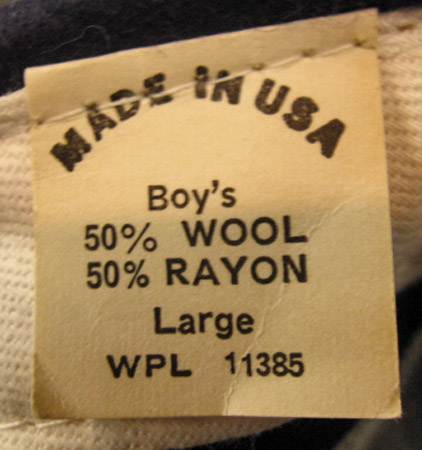 MADE IN USA
Boy's
50% WOOL
50% RAYON
Large
WPL 11385